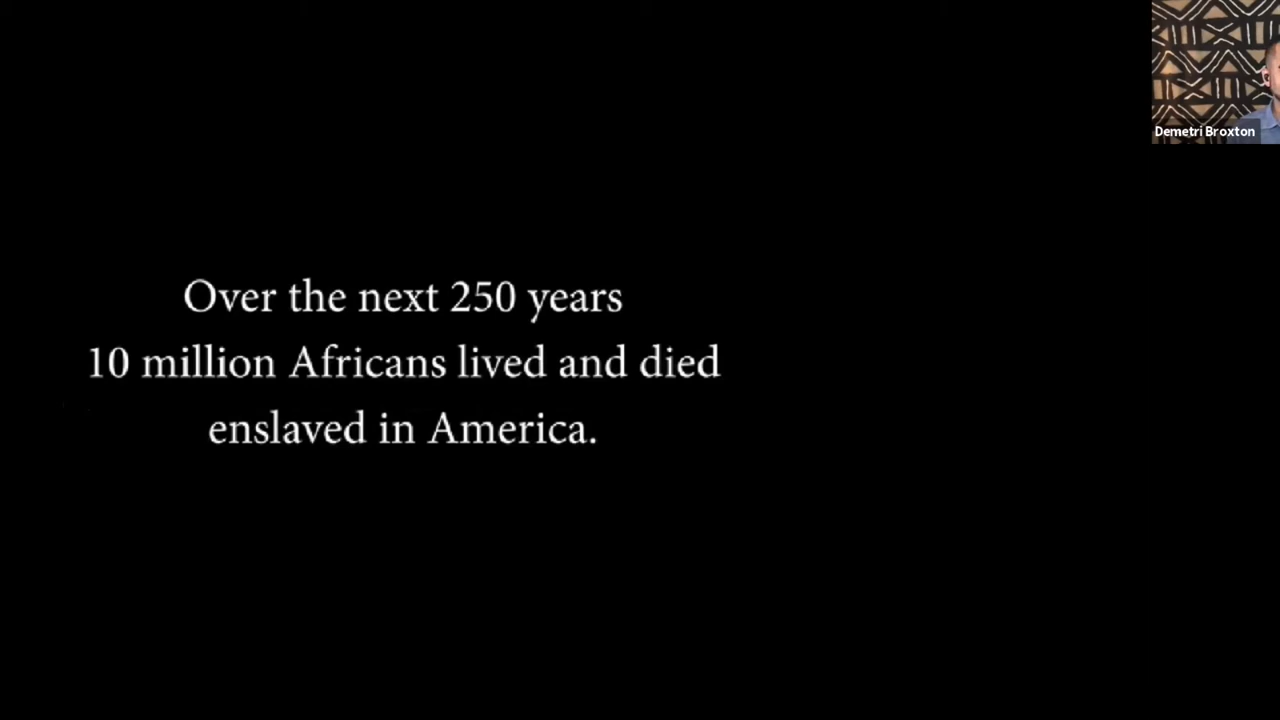 Demetri Broxton
Over the next 250 years
10 million Africans lived and died
enslaved in America.